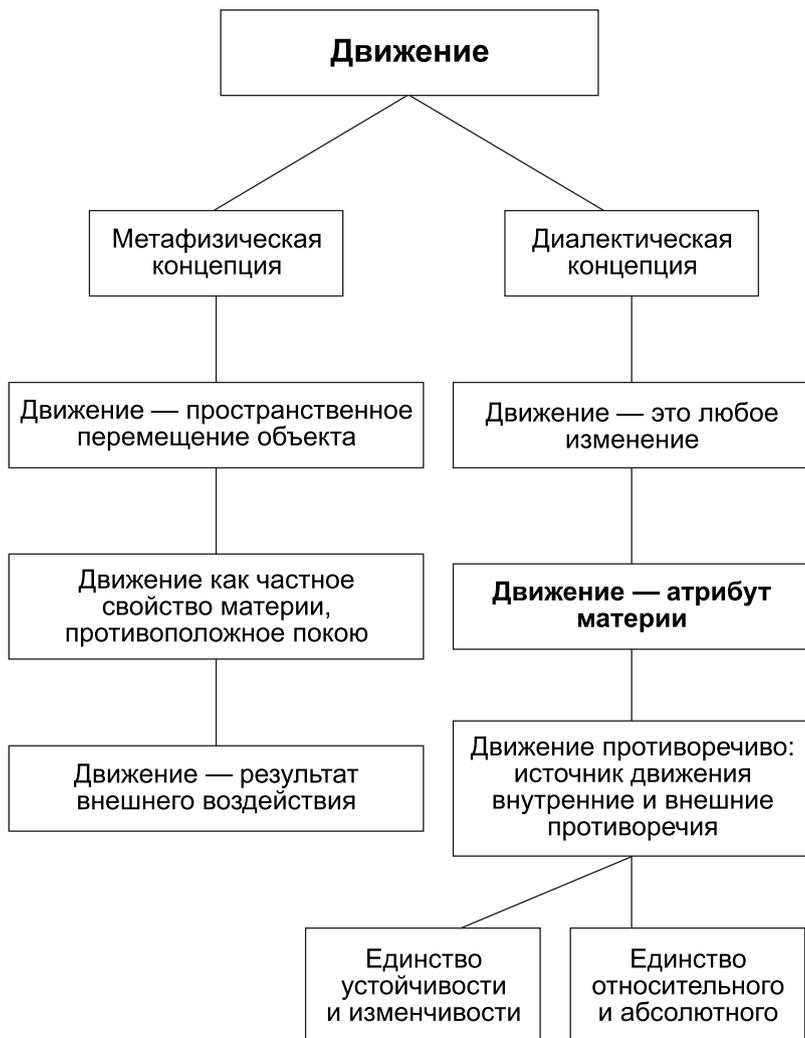 Движение
Метафизическая
концепция
Диалектическая
концепция
Движение — пространственное
перемещение объекта
Движение — это любое
изменение
Движение как частное
свойство материи,
противоположное покою
Движение — атрибут
материи
Движение — результат
внешнего воздействия
Движение противоречиво:
источник движения
внутренние и внешние
противоречия
Единство
устойчивости
и изменчивости
Единство
относительного
и абсолютного